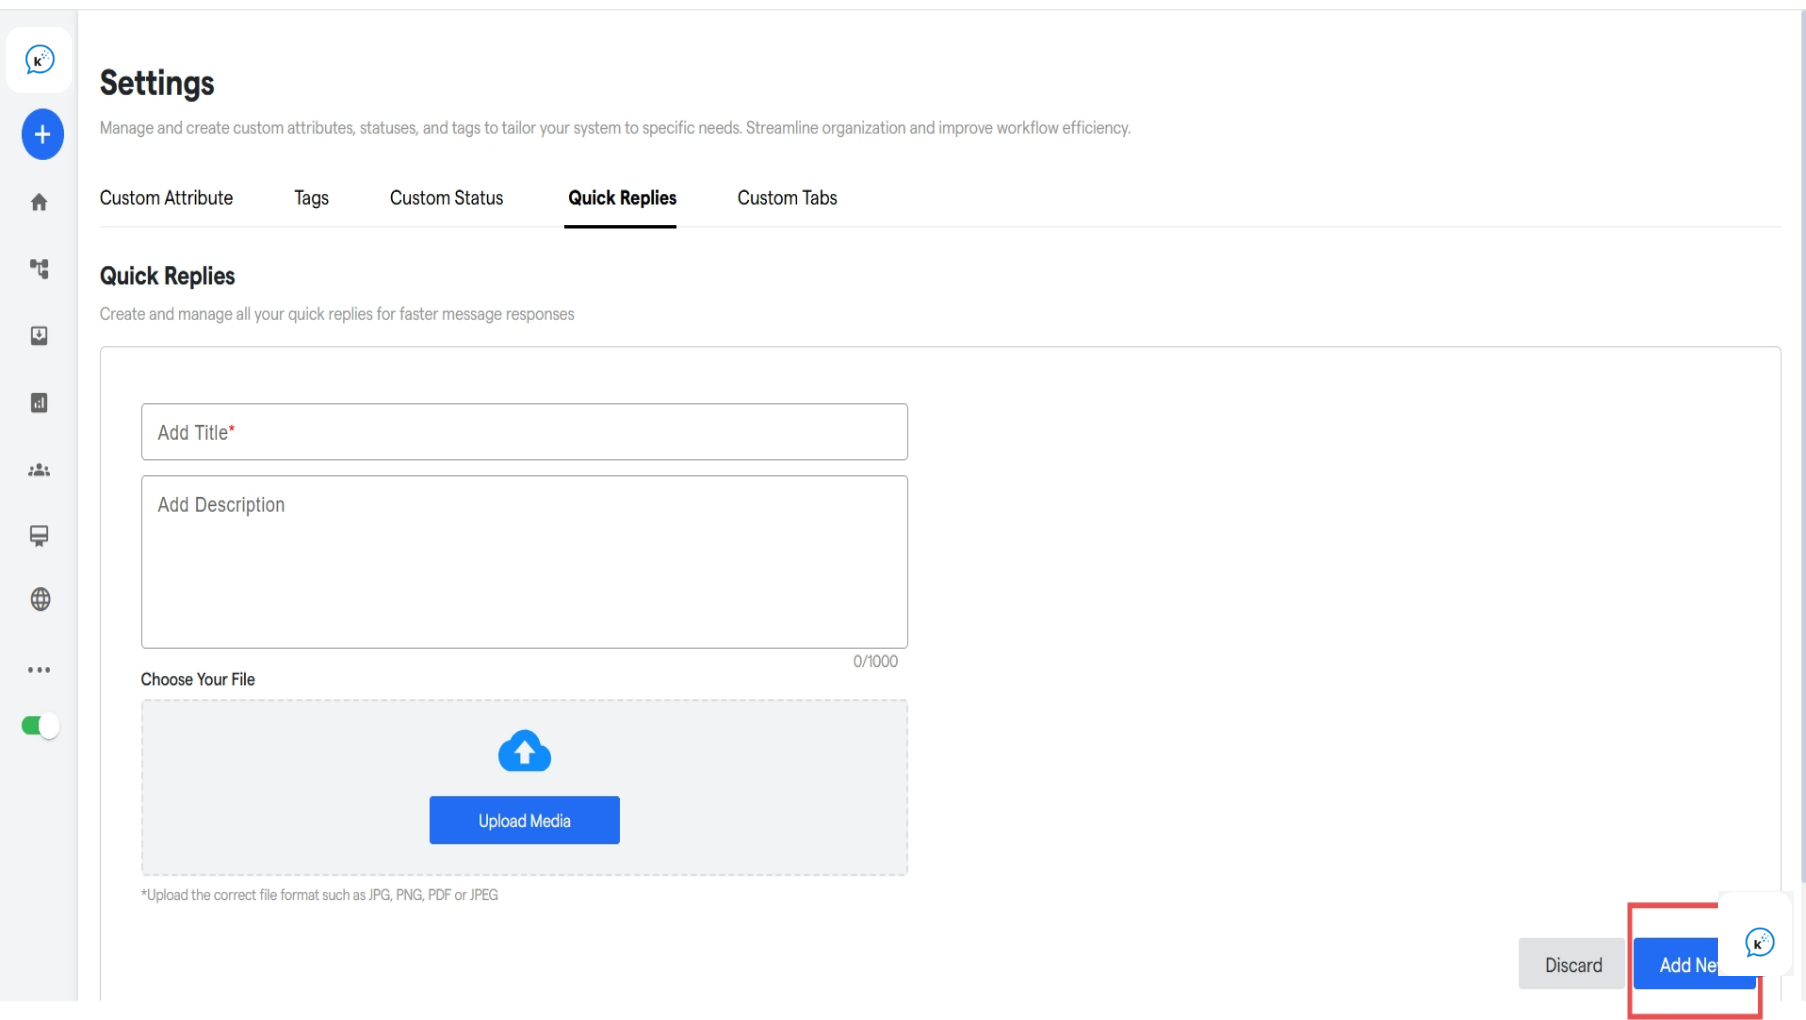 Settings
Manage and create custom attributes, statuses, and tags to tailor your system to specific needs. Streamline organization and improve workflow efficiency.
Custom Attribute Tags Custom Status Quick Replies Custom Tabs
Quick Replies
Create and manage all your quick replies for faster message responses
Add Title*
Add Description
0/1000
Choose Your File
Upload Media
*Upload the correct file format such as JPG, PNG, PDF or JPEG
Discard Add Ne
k
k